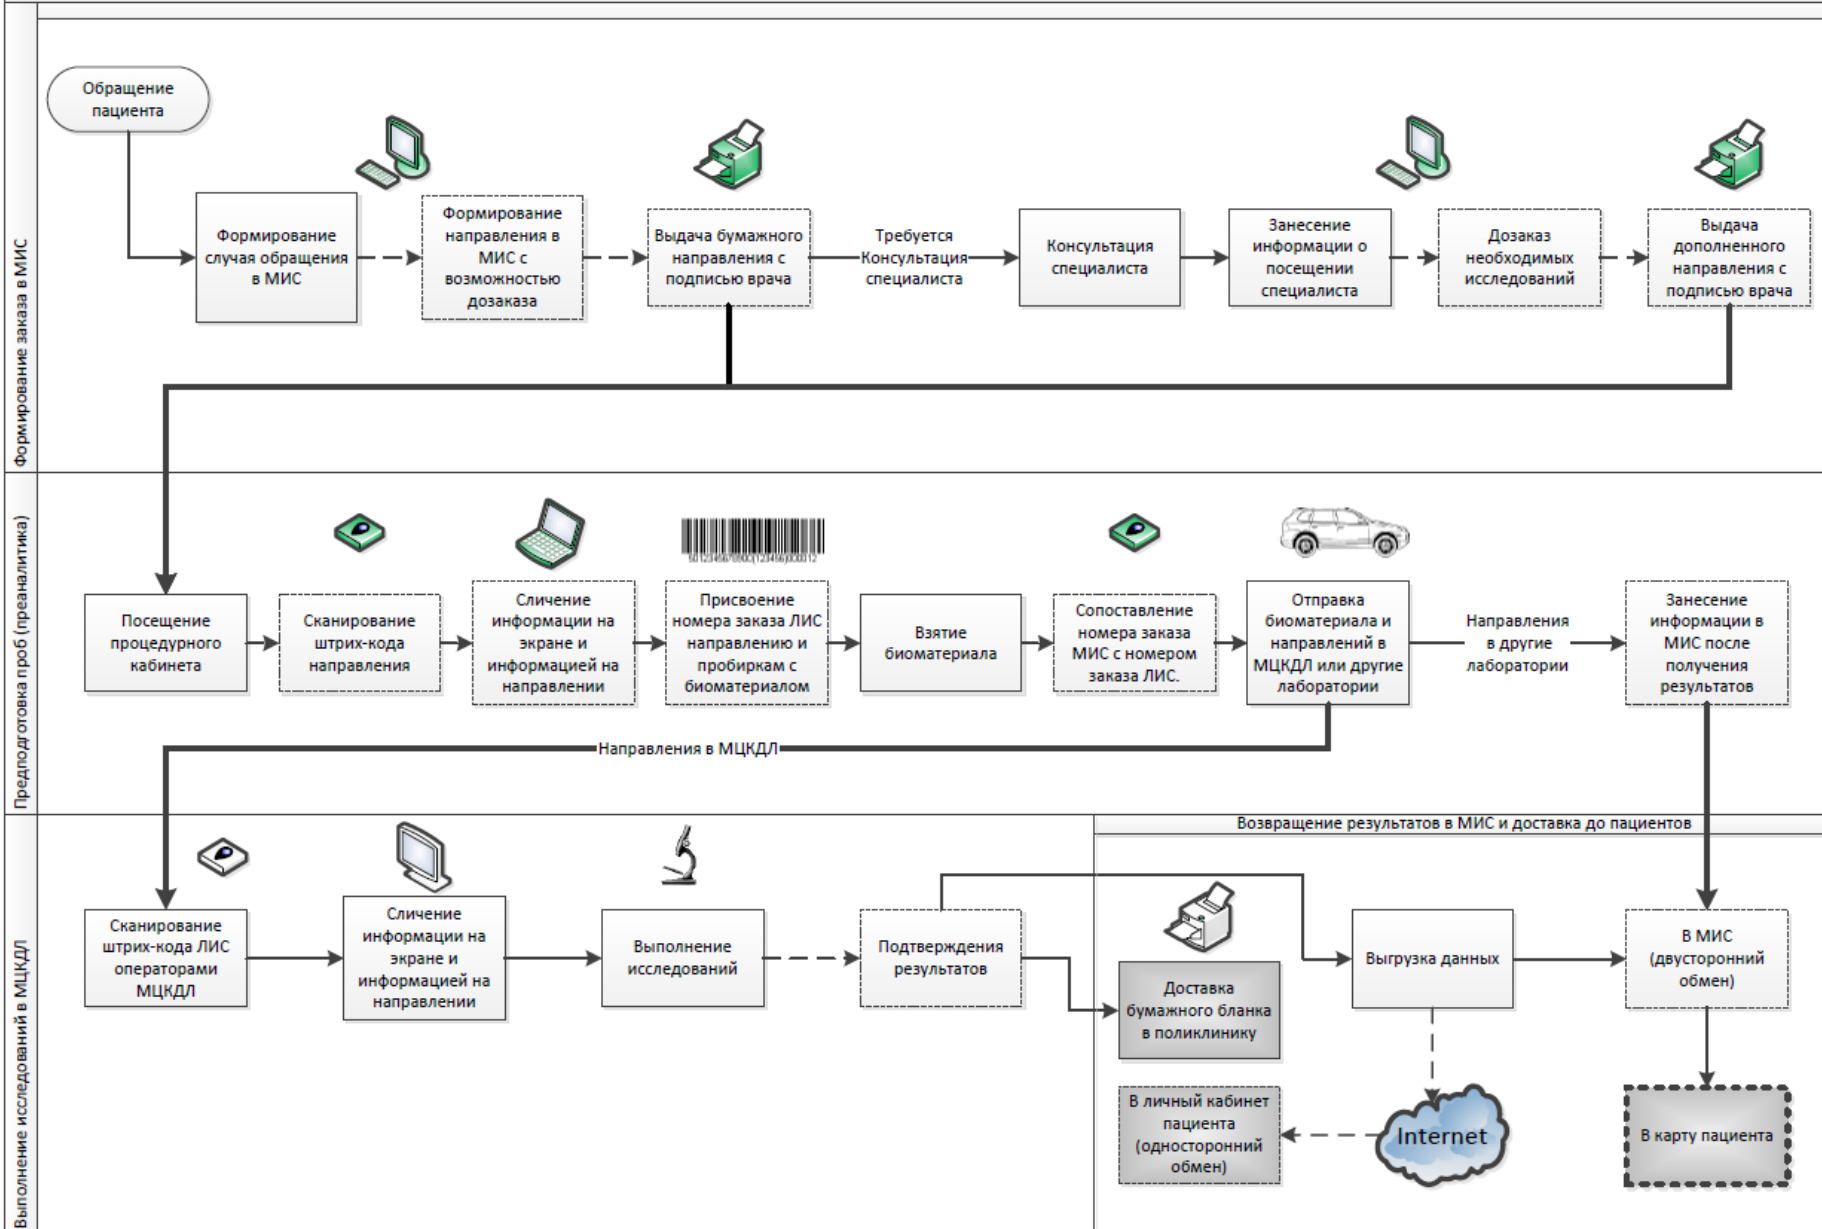 Формирование заказа в МИС
Обращение
пациента
Формирование
случая обращения
в МИС
Формирование
направления в
МИС с
возможностью
дозаказа
Выдача бумажного
направления с
подписью врача
Требуется
Консультация
специалиста
Консультация
специалиста
Занесение
информации о
посещении
специалиста
Дозаказ
необходимых
исследований
Выдача
дополненного
направления с
подписью врача
Предподготовка проб (преаналитика)
Посещение
процедурного
кабинета
Сканирование
штрих-кода
направления
Сличение
информации на
экране и
информацией на
направлении
Присвоение
номера заказа ЛИС
направлению и
пробиркам с
биоматериалом
Взятие
биоматериала
Сопоставление
номера заказа
МИС с номером
заказа ЛИС.
Отправка
биоматериала и
направлений в
МЦКДЛ или другие
лаборатории
Направления
в другие
лаборатории
Занесение
информации в
МИС после
получения
результатов
Направления в МЦКДЛ
Выполнение исследований в МЦКДЛ
Сканирование
штрих-кода ЛИС
операторами
МЦКДЛ
Сличение
информации на
экране и
информацией на
направлении
Выполнение
исследований
Подтверждения
результатов
Возвращение результатов в МИС и доставка до пациентов
Доставка
бумажного бланка
в поликлинику
Выгрузка данных
В МИС
(двусторонний
обмен)
В личный кабинет
пациента
(односторонний
обмен)
Internet
В карту пациента